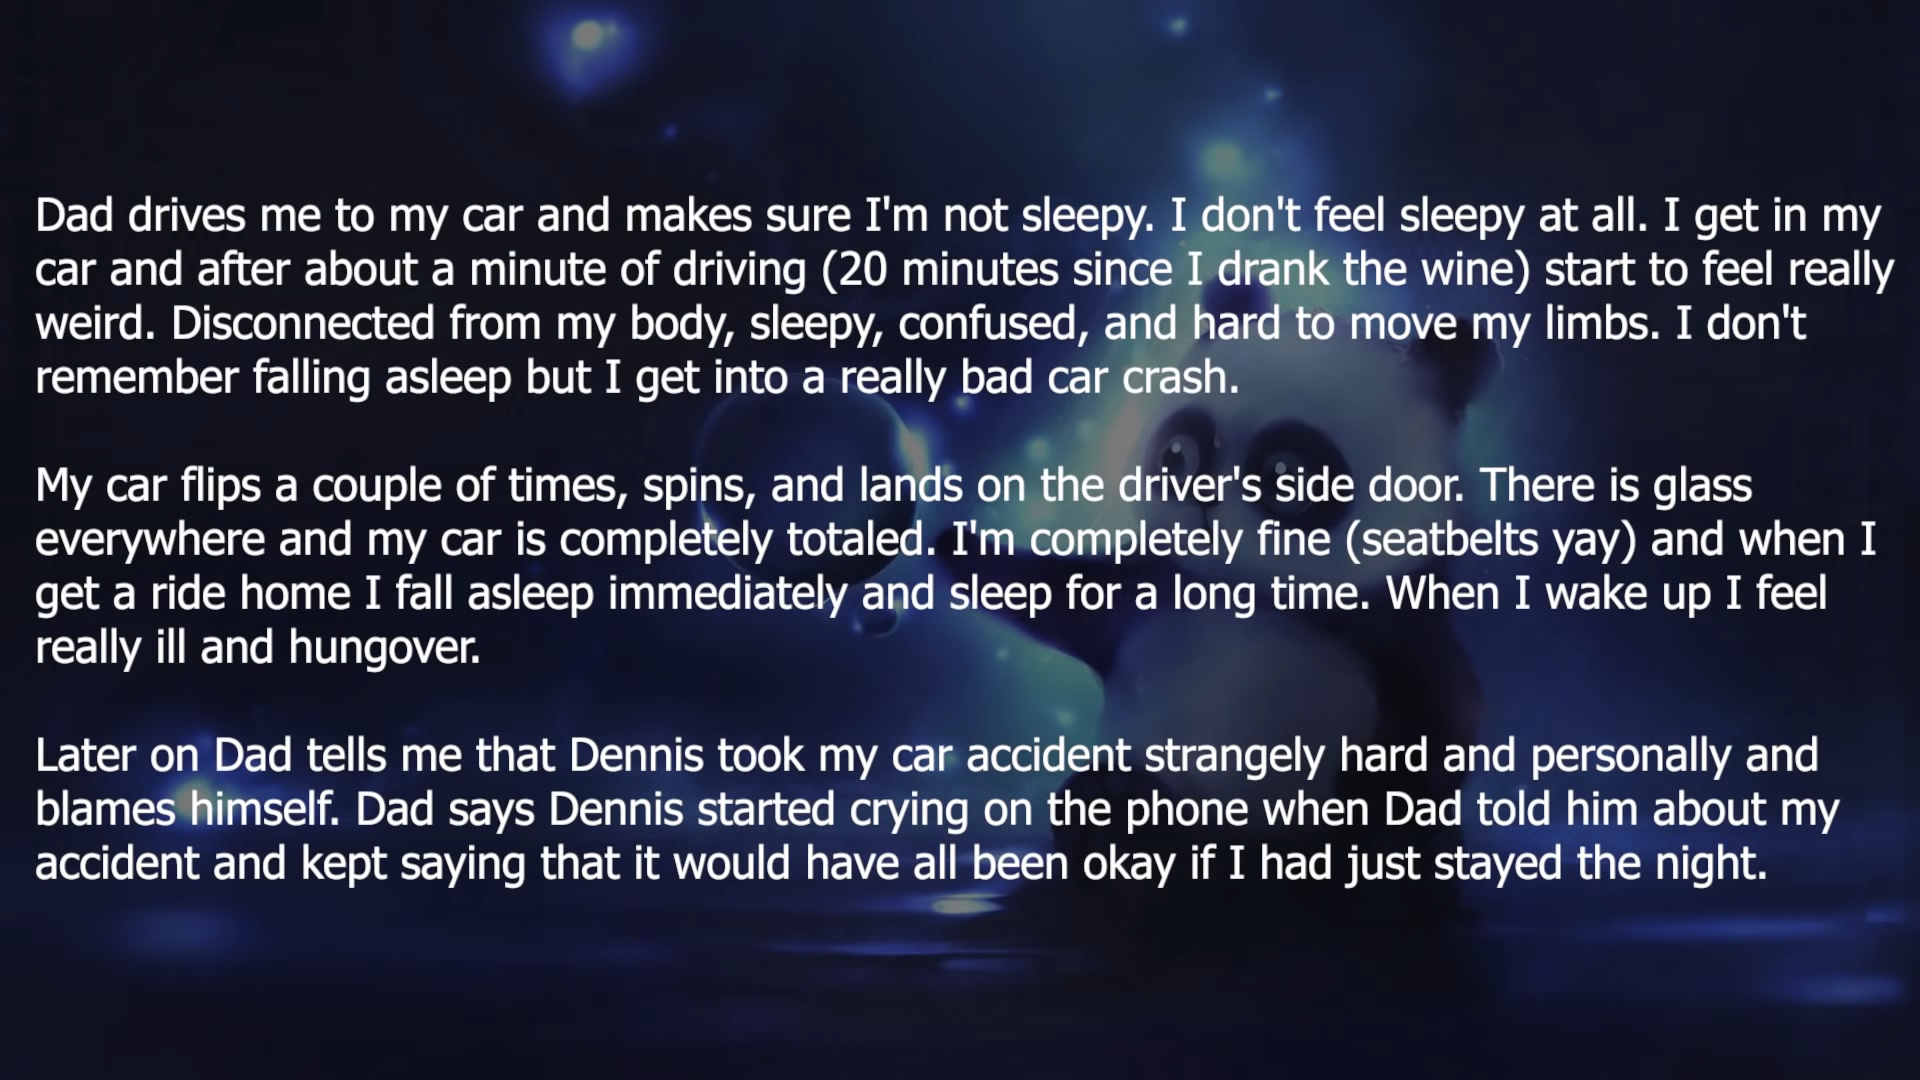 Dad drives me to my car and makes sure I'm not sleepy. I don't feel sleepy at all. I get in my
car and after about a minute of driving (20 minutes since I drank the wine) start to feel really
weird. Disconnected from my body, sleepy, confused, and hard to move my limbs. I don't
remember falling asleep but I get into a really bad car crash.
My car flips a couple of times, spins, and lands on the driver's side door. There is glass
everywhere and my car is completely totaled. I'm completely fine (seatbelts yay) and when I
get a ride home I fall asleep immediately and sleep for a long time. When I wake up I feel
really ill and hungover.
Later on Dad tells me that Dennis took my car accident strangely hard and personally and
blames himself. Dad says Dennis started crying on the phone when Dad told him about my
accident and kept saying that it would have all been okay if I had just stayed the night.